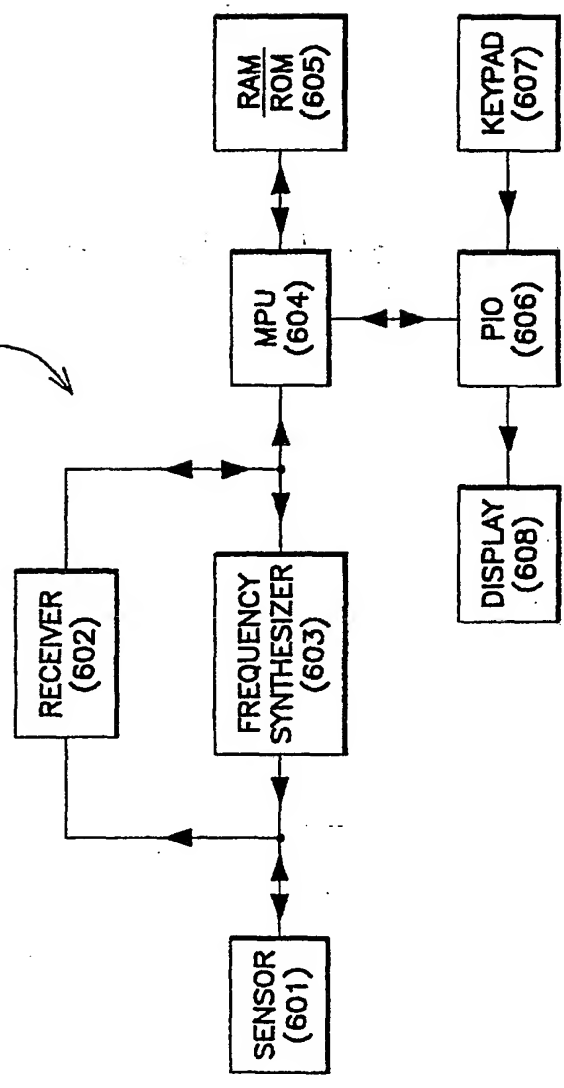 RECEIVER
(602)
SENSOR
(601)
FREQUENCY
SYNTHESIZER
(603)
MPU
(604)
RAM
ROM
(605)
DISPLAY
(608)
PIO
(606)
KEYPAD
(607)